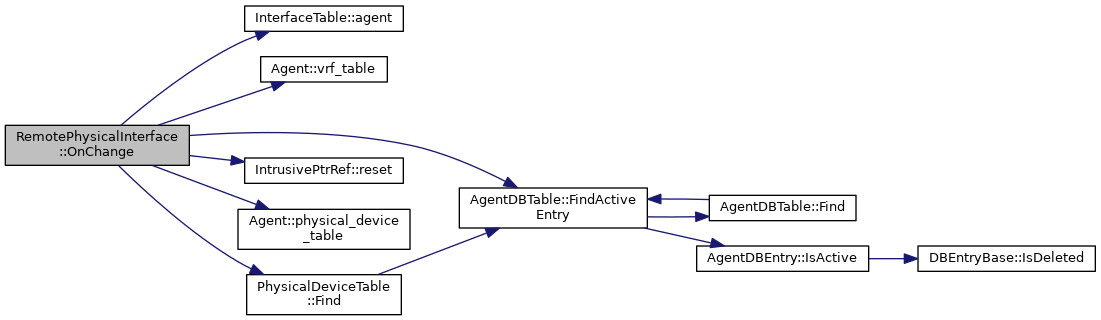 InterfaceTable::agent
Agent::vrf_table
RemotePhysicalInterface
::OnChange
IntrusivePtrRef::reset
AgentDBTable::FindActive
Entry
AgentDBTable::Find
Agent::physical_device
_table
AgentDBEntry::IsActive
DBEntryBase::IsDeleted
PhysicalDeviceTable
::Find